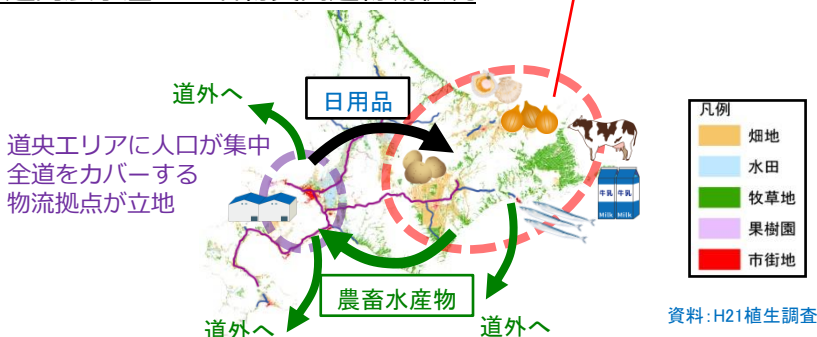 道外へ
日用品
道央エリアに人口が集中
全道をカバーする
物流拠点が立地
牛乳
Milk
牛乳
Milk
農畜水産物
道外へ
道外へ
凡例
畑地
水田
牧草地
果樹園
市街地
資料:H21植生調査